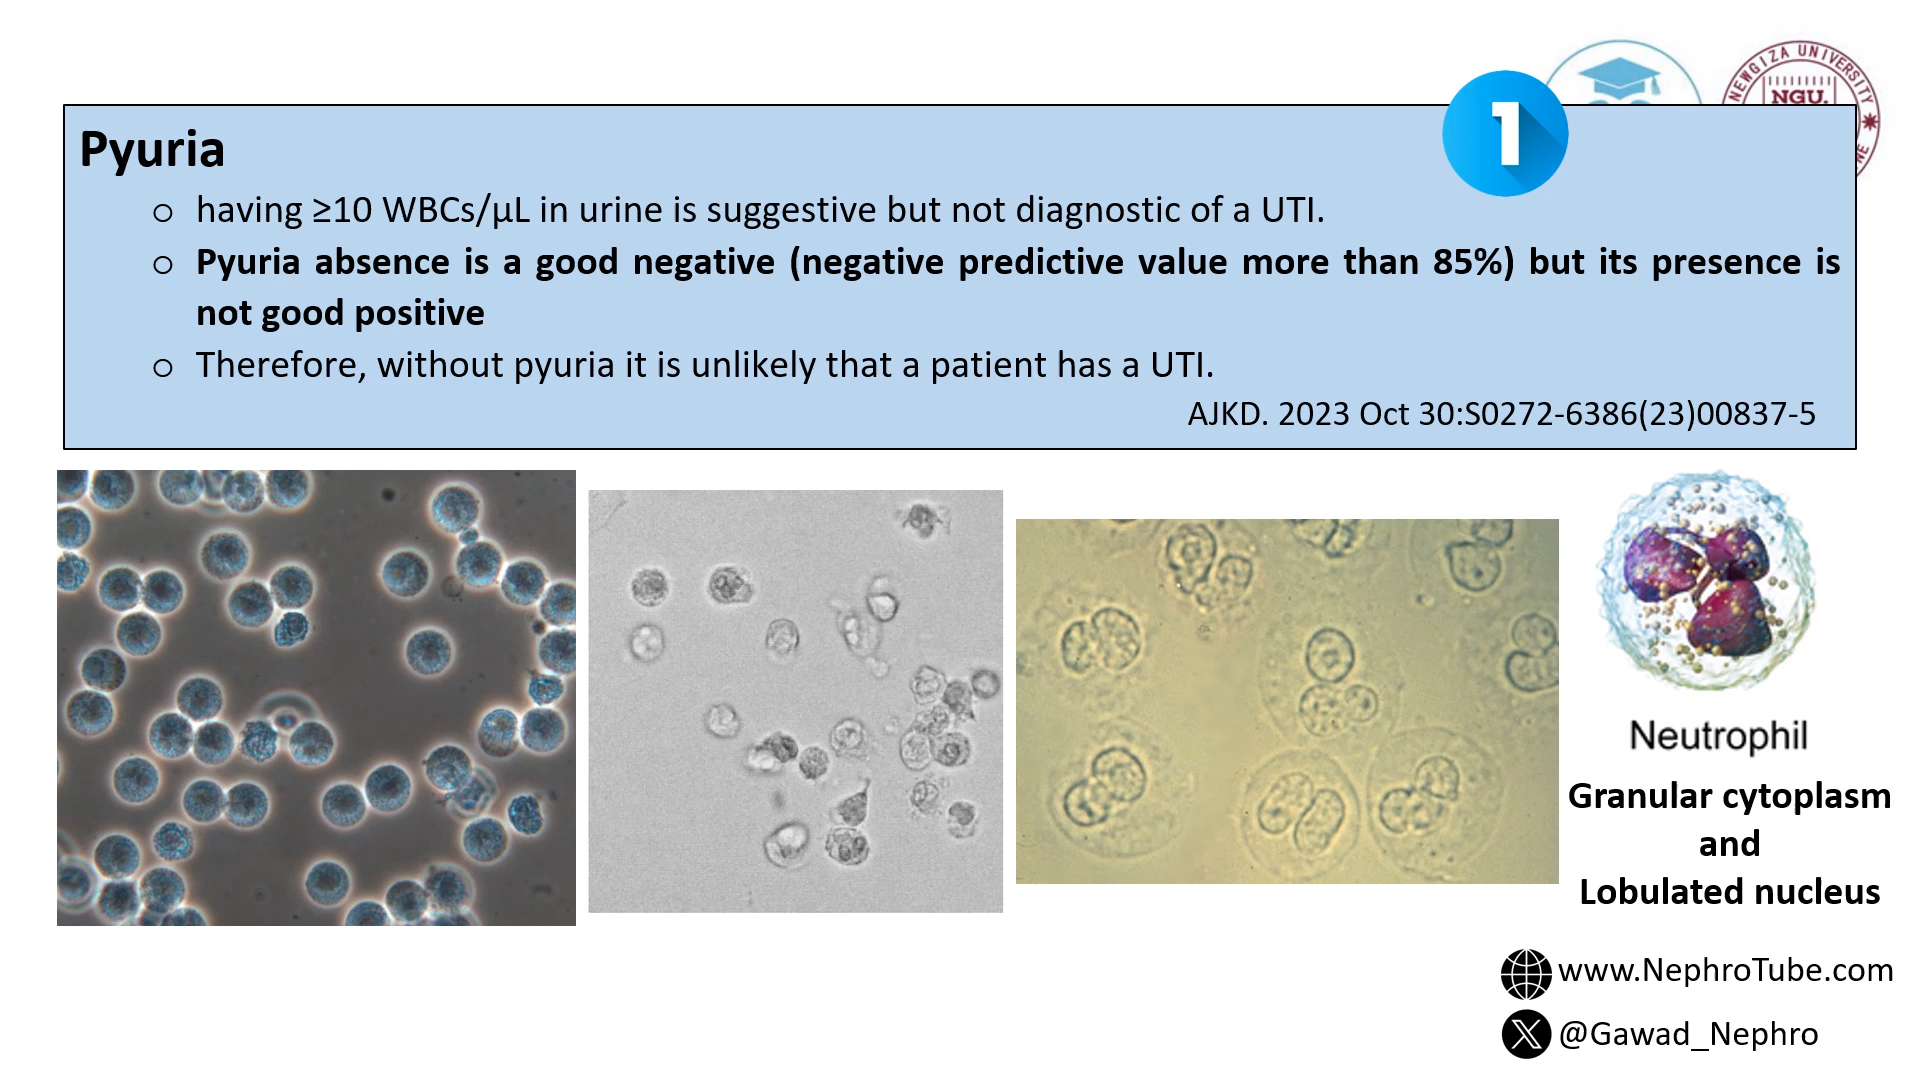 NEWGIZA UNIVERSITY
NGU.
1
Pyuria
o having ≥10 WBCs/µL in urine is suggestive but not diagnostic of a UTI.
o Pyuria absence is a good negative (negative predictive value more than 85%) but its presence is
not good positive
o Therefore, without pyuria it is unlikely that a patient has a UTI.
AJKD. 2023 Oct 30:S0272-6386(23)00837-5
Neutrophil
Granular cytoplasm
and
Lobulated nucleus
www.NephroTube.com
@Gawad_Nephro